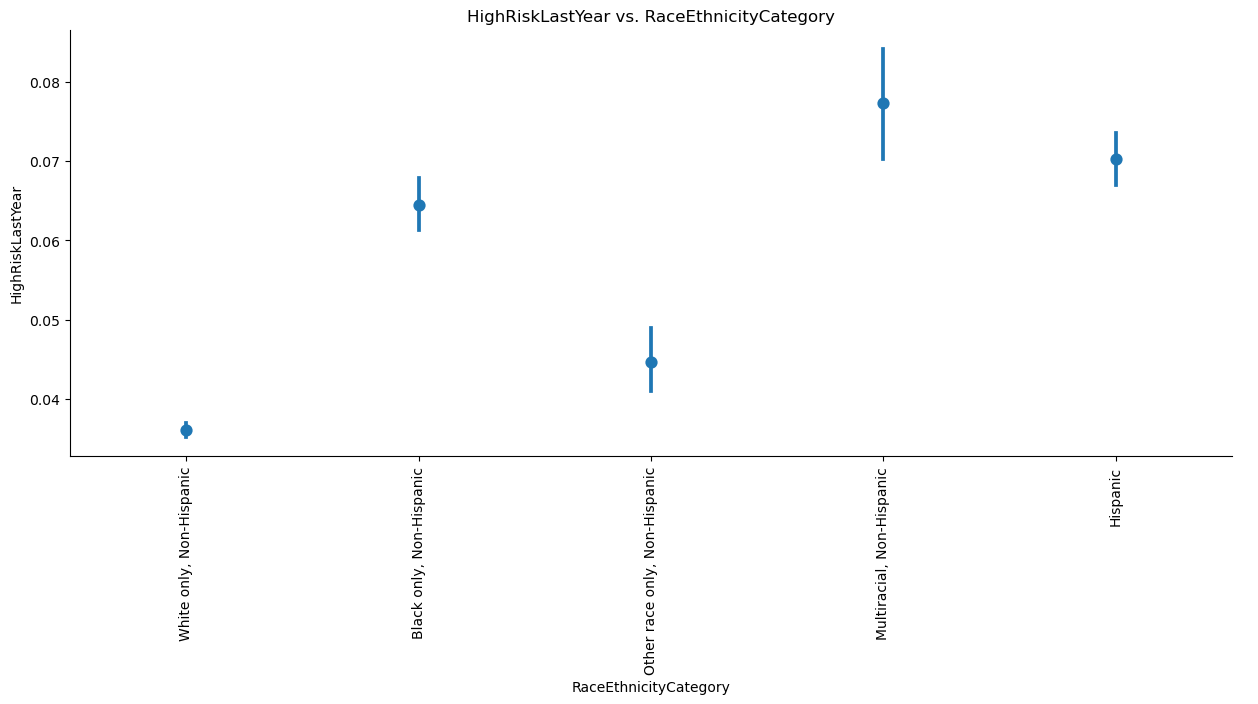 HighRiskLastYear vs. RaceEthnicityCategory
HighRiskLastYear
0.08
0.07
0.06
0.05
0.04
White only, Non-Hispanic
Black only, Non-Hispanic
Other race only, Non-Hispanic
Multiracial, Non-Hispanic
Hispanic
RaceEthnicityCategory